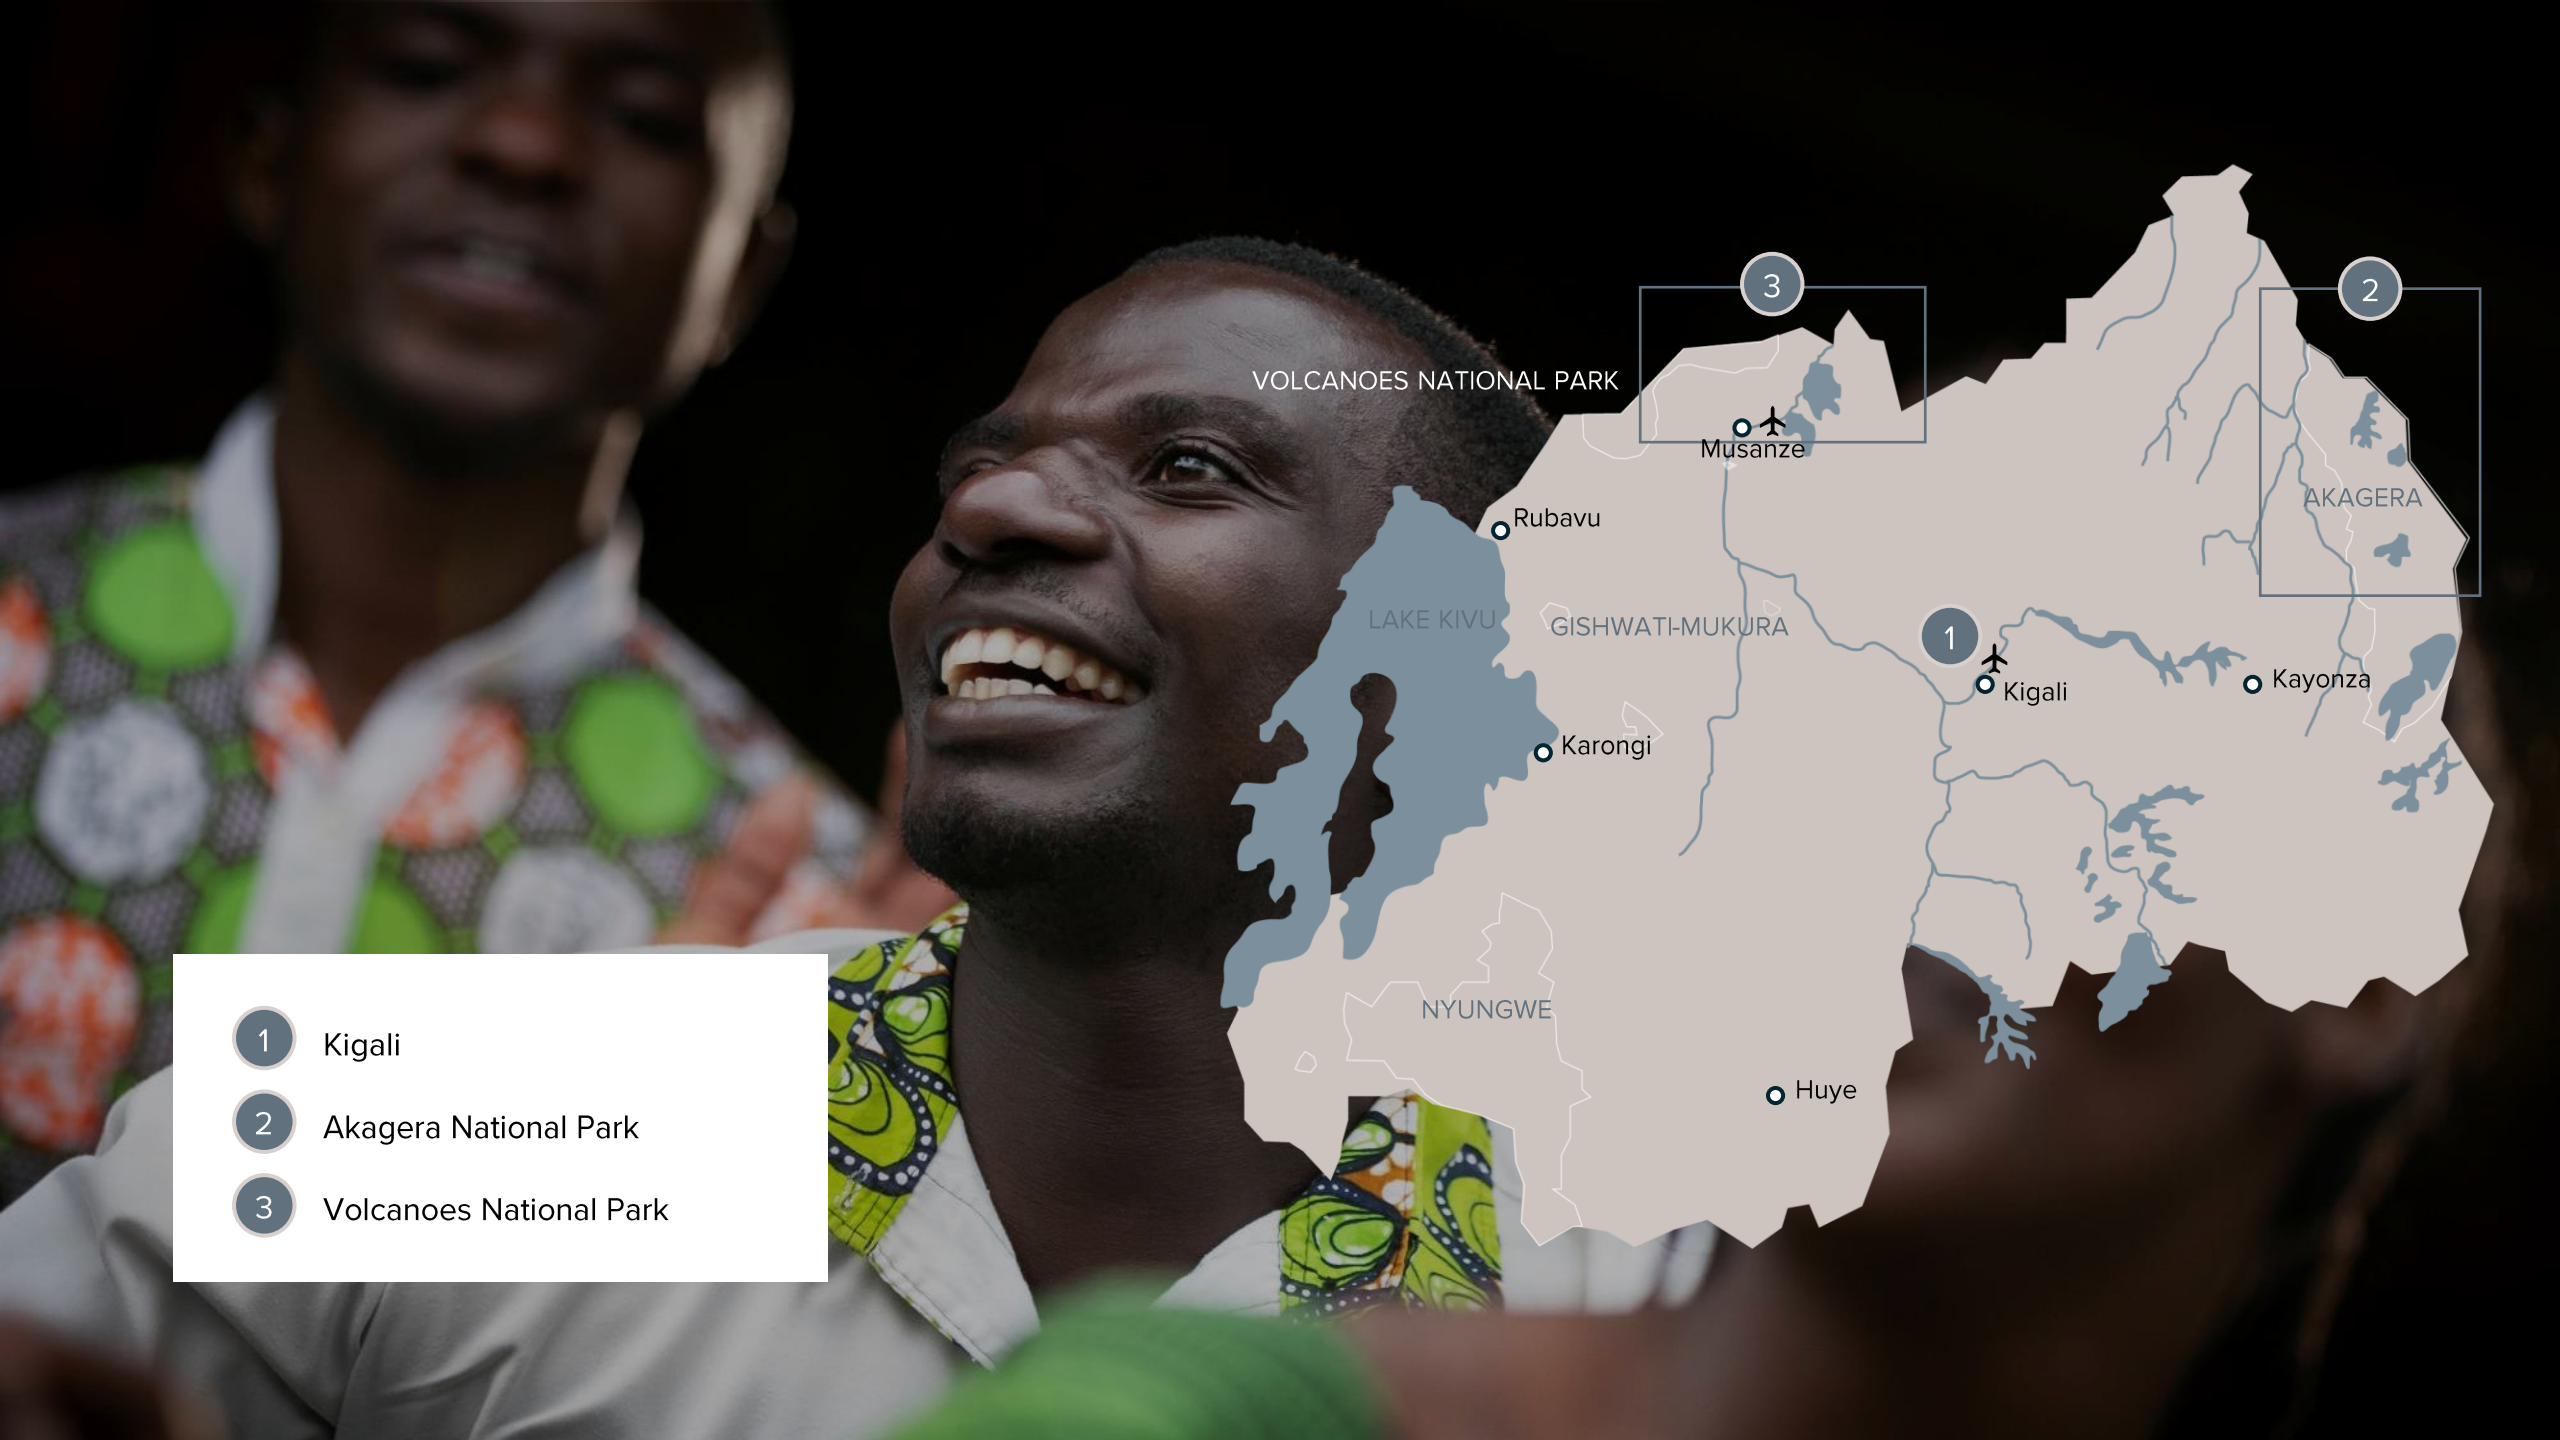 3
2
VOLCANOES NATIONAL PARK
Musanze
AKAGERA
Rubavu
LAKE KIVU
GISHWATI-MUKURA
1
Kigali
Kayonza
Karongi
NYUNGWE
Huye
1 Kigali
2 Akagera National Park
3 Volcanoes National Park